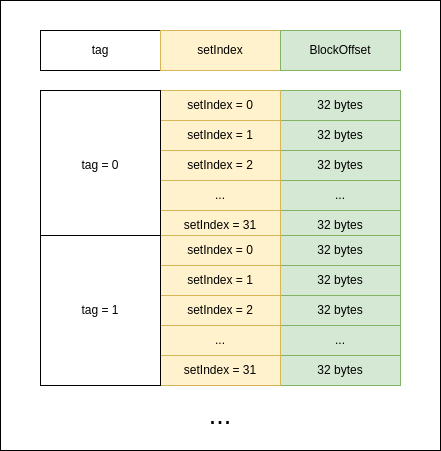 tag setIndex BlockOffset
setIndex = 0 32 bytes
setIndex = 1 32 bytes
tag = 0 setIndex = 2 32 bytes
... ...
setIndex = 31 32 bytes
setIndex = 0 32 bytes
setIndex = 1 32 bytes
tag = 1 setIndex = 2 32 bytes
... ...
setIndex = 31 32 bytes
...